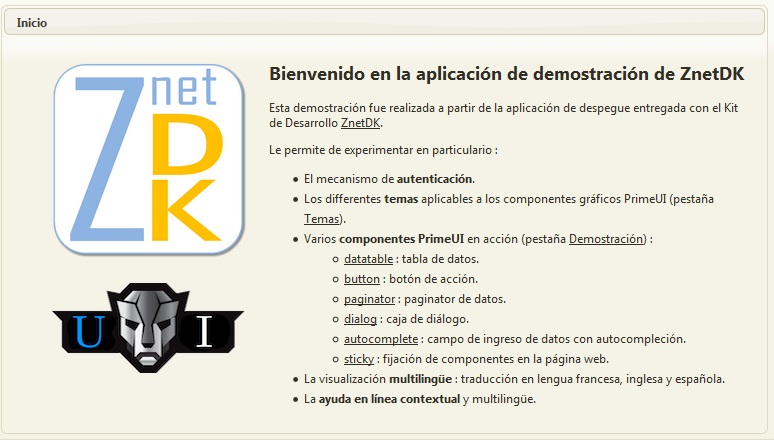 Inicio
Znet
DK
U I
Bienvenido en la aplicación de demostración de ZnetDK
Esta demostración fue realizada a partir de la aplicación de despegue entregada con el Kit
de Desarrollo ZnetDK.
Le permite de experimentar en particulario :
El mecanismo de autenticación.
Los differentes temas aplicables a los componentes gráficos PrimeUI (pestaña
Temas).
Varios componentes PrimeUI en acción (pestaña Demostración) :
datatable : tabla de datos.
button : botón de acción.
paginator : paginator de datos.
dialog : caja de diálogo.
autocomplete : campo de ingreso de datos con autocompleción.
sticky : fijación de componentes en la página web.
La visualización multilingüe : traducción en lengua francesa, inglesa y española.
La ayuda en línea contextual y multilingüe.